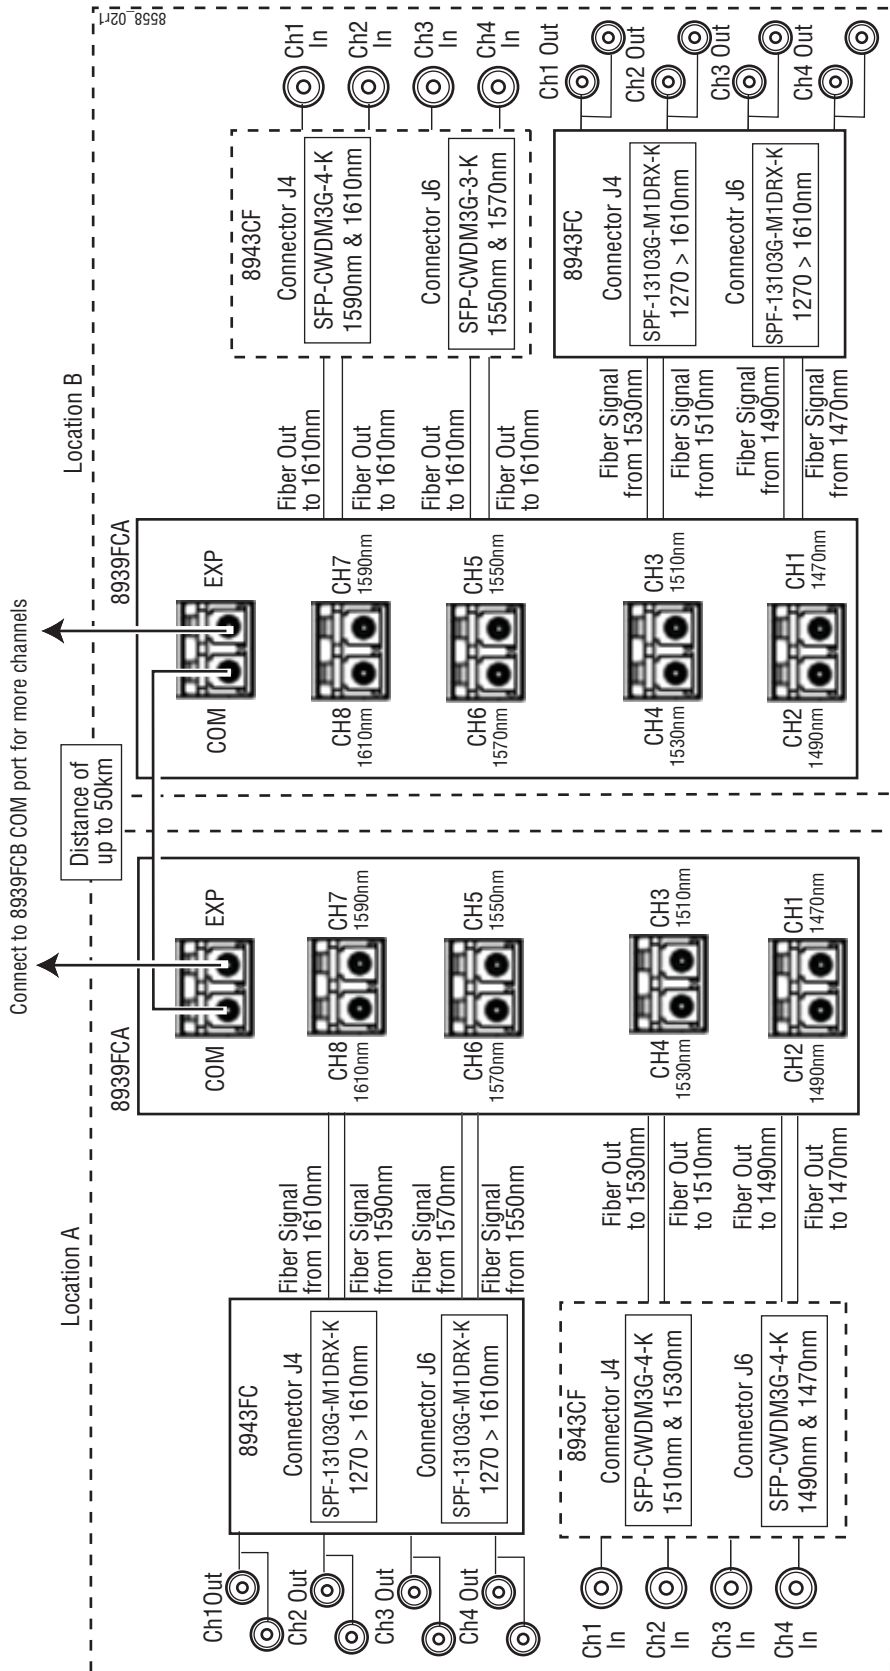 8558_02r1
Connect to 8939FCB COM port for more channels
Location A
Location B
Distance of
up to 50km
8943FC
Connector J4
SPF-13103G-M1DRX-K
1270 > 1610nm
Connector J6
SPF-13103G-M1DRX-K
1270 > 1610nm
Ch1Out
Ch2 Out
Ch3 Out
Ch4 Out
Fiber Signal
from 1610nm
Fiber Signal
from 1590nm
Fiber Signal
from 1570nm
Fiber Signal
from 1550nm
8943CF
Connector J4
SFP-CWDM3G-4-K
1510nm & 1530nm
Connector J6
SFP-CWDM3G-4-K
1490nm & 1470nm
Ch1
In
Ch2
In
Ch3
In
Ch4
In
Fiber Out
to 1530nm
Fiber Out
to 1510nm
Fiber Out
to 1490nm
Fiber Out
to 1470nm
8939FCA
COM
EXP
CH8
1610nm
CH7
1590nm
CH6
1570nm
CH5
1550nm
CH4
1530nm
CH3
1510nm
CH2
1490nm
CH1
1470nm
8939FCA
COM
EXP
CH8
1610nm
CH7
1590nm
CH6
1570nm
CH5
1550nm
CH4
1530nm
CH3
1510nm
CH2
1490nm
CH1
1470nm
Fiber Out
to 1610nm
Fiber Out
to 1610nm
Fiber Out
to 1610nm
Fiber Out
to 1610nm
8943CF
Connector J4
SFP-CWDM3G-4-K
1590nm & 1610nm
Connector J6
SFP-CWDM3G-3-K
1550nm & 1570nm
Ch1
In
Ch2
In
Ch3
In
Ch4
In
Fiber Signal
from 1530nm
Fiber Signal
from 1510nm
Fiber Signal
from 1490nm
Fiber Signal
from 1470nm
8943FC
Connector J4
SPF-13103G-M1DRX-K
1270 > 1610nm
Connecotr J6
SPF-13103G-M1DRX-K
1270 > 1610nm
Ch1 Out
Ch2 Out
Ch3 Out
Ch4 Out